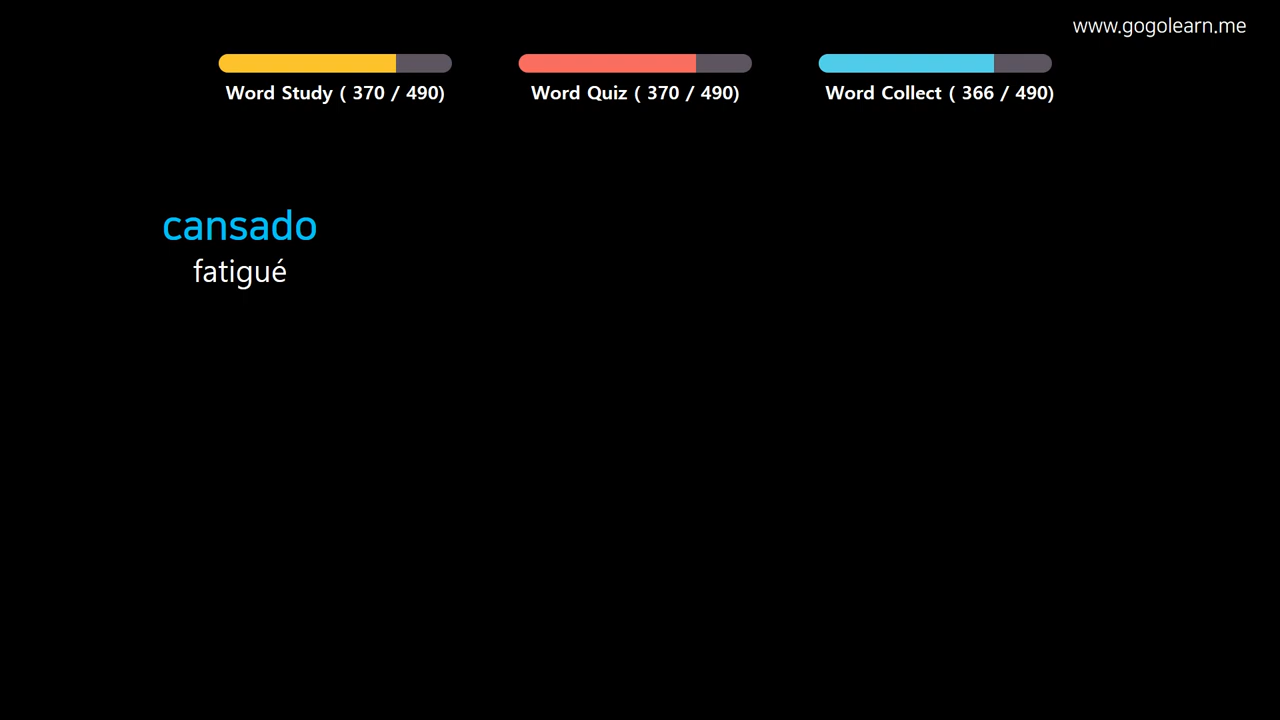 www.gogolearn.me
Word Study ( 370 / 490)
Word Quiz ( 370 / 490)
Word Collect ( 366 / 490)
cansado
fatigué